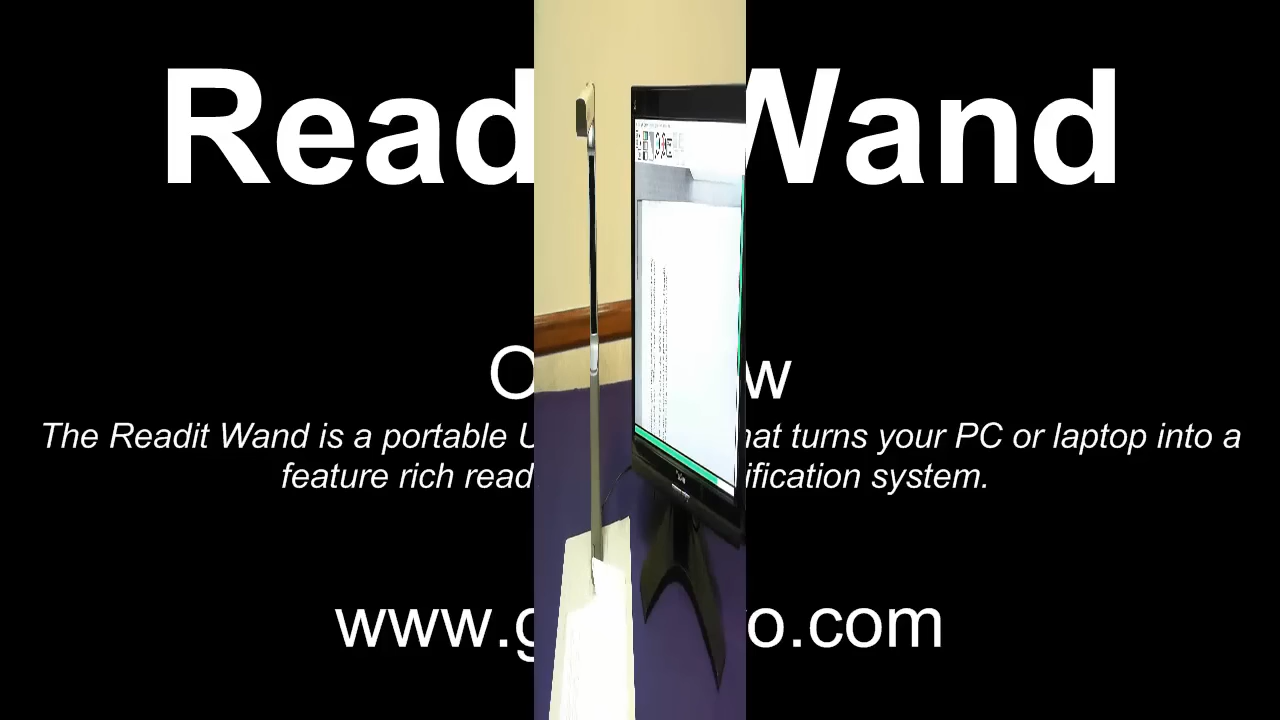 Read Wand
O w
The Readit Wand is a portable U hat turns your PC or laptop into a
feature rich read ification system.
www.g o.com